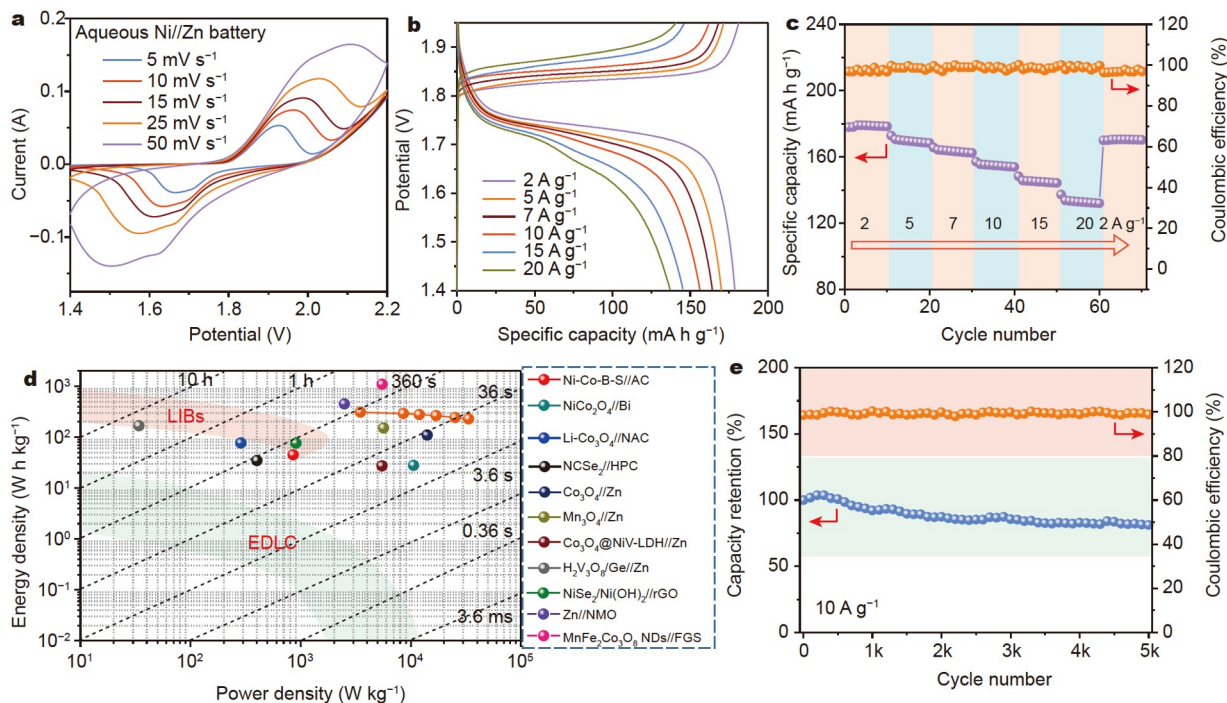 a
Aqueous Ni//Zn battery
5 mV s⁻¹
10 mV s⁻¹
15 mV s⁻¹
25 mV s⁻¹
50 mV s⁻¹
0.2
0.1
0.0
−0.1
Current (A)
1.4 1.6 1.8 2.0 2.2
Potential (V)
b
1.9
1.8
1.7
1.6
1.5
1.4
Potential (V)
2 A g⁻¹
5 A g⁻¹
7 A g⁻¹
10 A g⁻¹
15 A g⁻¹
20 A g⁻¹
0 50 100 150 200
Specific capacity (mA h g⁻¹)
c
240
200
160
120
80
Specific capacity (mA h g⁻¹)
2 5 7 10 15 20 2 A g⁻¹
120
100
80
60
40
20
0
Coulombic efficiency (%)
0 20 40 60
Cycle number
d
10³
10²
10¹
10⁰
10⁻¹
10⁻²
Energy density (W h kg⁻¹)
10 h
1 h
360 s
36 s
3.6 s
0.36 s
3.6 ms
LIBs
EDLC
10¹ 10² 10³ 10⁴ 10⁵
Power density (W kg⁻¹)
Ni-Co-B-S//AC
NiCo₂O₄//Bi
Li-Co₃O₄//NAC
NCSe₂//HPC
Co₃O₄//Zn
Mn₃O₄//Zn
Co₃O₄@NiV-LDH//Zn
H₂V₃O₈/Ge//Zn
NiSe₂/Ni(OH)₂//rGO
Zn//NMO
MnFe₂Co₃O₈ NDs//FGS
e
200
175
150
125
100
75
50
25
0
Capacity retention (%)
10 A g⁻¹
120
100
80
60
40
20
0
Coulombic efficiency (%)
0 1k 2k 3k 4k 5k
Cycle number